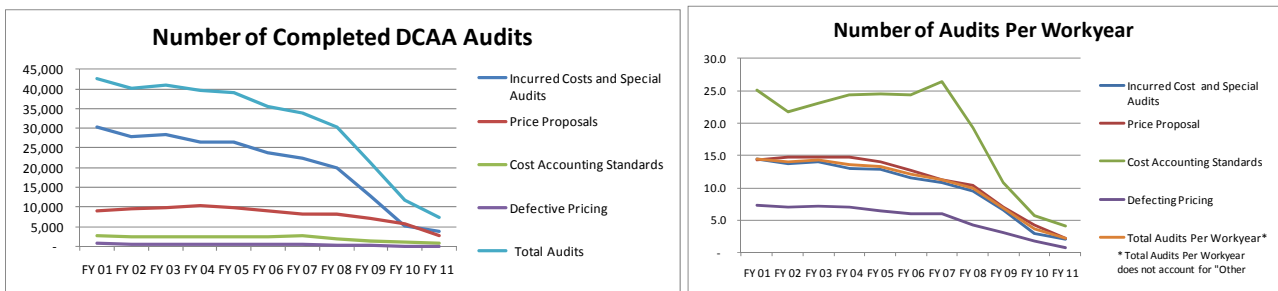 Number of Completed DCAA Audits
45,000
40,000
35,000
30,000
25,000
20,000
15,000
10,000
5,000
-
FY 01 FY 02 FY 03 FY 04 FY 05 FY 06 FY 07 FY 08 FY 09 FY 10 FY 11
Incurred Costs and Special
Audits
Price Proposals
Cost Accounting Standards
Defective Pricing
Total Audits
Number of Audits Per Workyear
30.0
25.0
20.0
15.0
10.0
5.0
-
FY 01 FY 02 FY 03 FY 04 FY 05 FY 06 FY 07 FY 08 FY 09 FY 10 FY 11
Incurred Cost and Special
Audits
Price Proposal
Cost Accounting Standards
Defecting Pricing
Total Audits Per Workyear*
* Total Audits Per Workyear
does not account for "Other